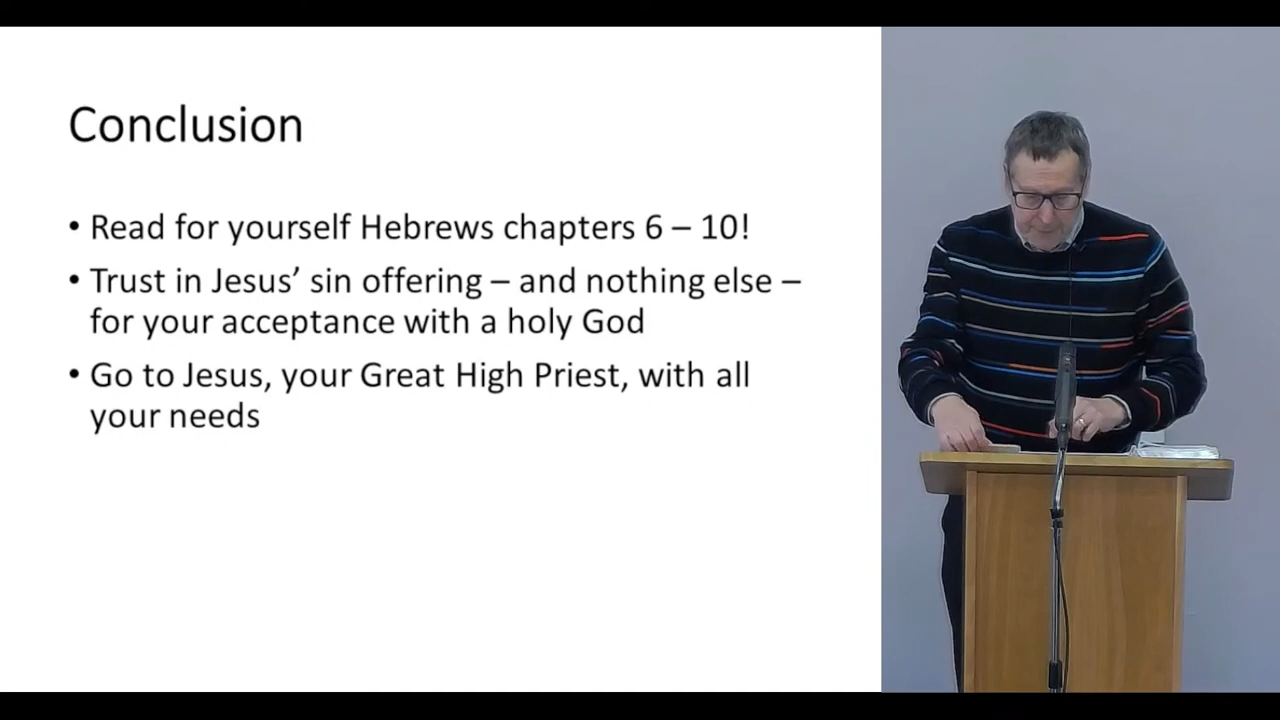 Conclusion
• Read for yourself Hebrews chapters 6 – 10!
• Trust in Jesus’ sin offering – and nothing else –
for your acceptance with a holy God
• Go to Jesus, your Great High Priest, with all
your needs